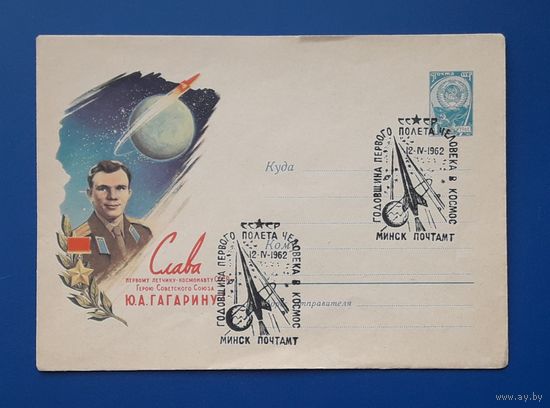 Слава
ПЕРВОМУ ЛЕТЧИКУ-КОСМОНАВТУ СССР
ГЕРОЮ СОВЕТСКОГО СОЮЗА
Ю.А.ГАГАРИНУ
ПОЧТА
Куда
Кому
отправителя
СССР
ГОДОВЩИНА ПЕРВОГО ПОЛЕТА ЧЕЛОВЕКА В КОСМОС
12-IV-1962
МИНСК ПОЧТАМТ
СССР
ГОДОВЩИНА ПЕРВОГО ПОЛЕТА ЧЕЛОВЕКА В КОСМОС
12-IV-1962
МИНСК ПОЧТАМТ
www.ay.by